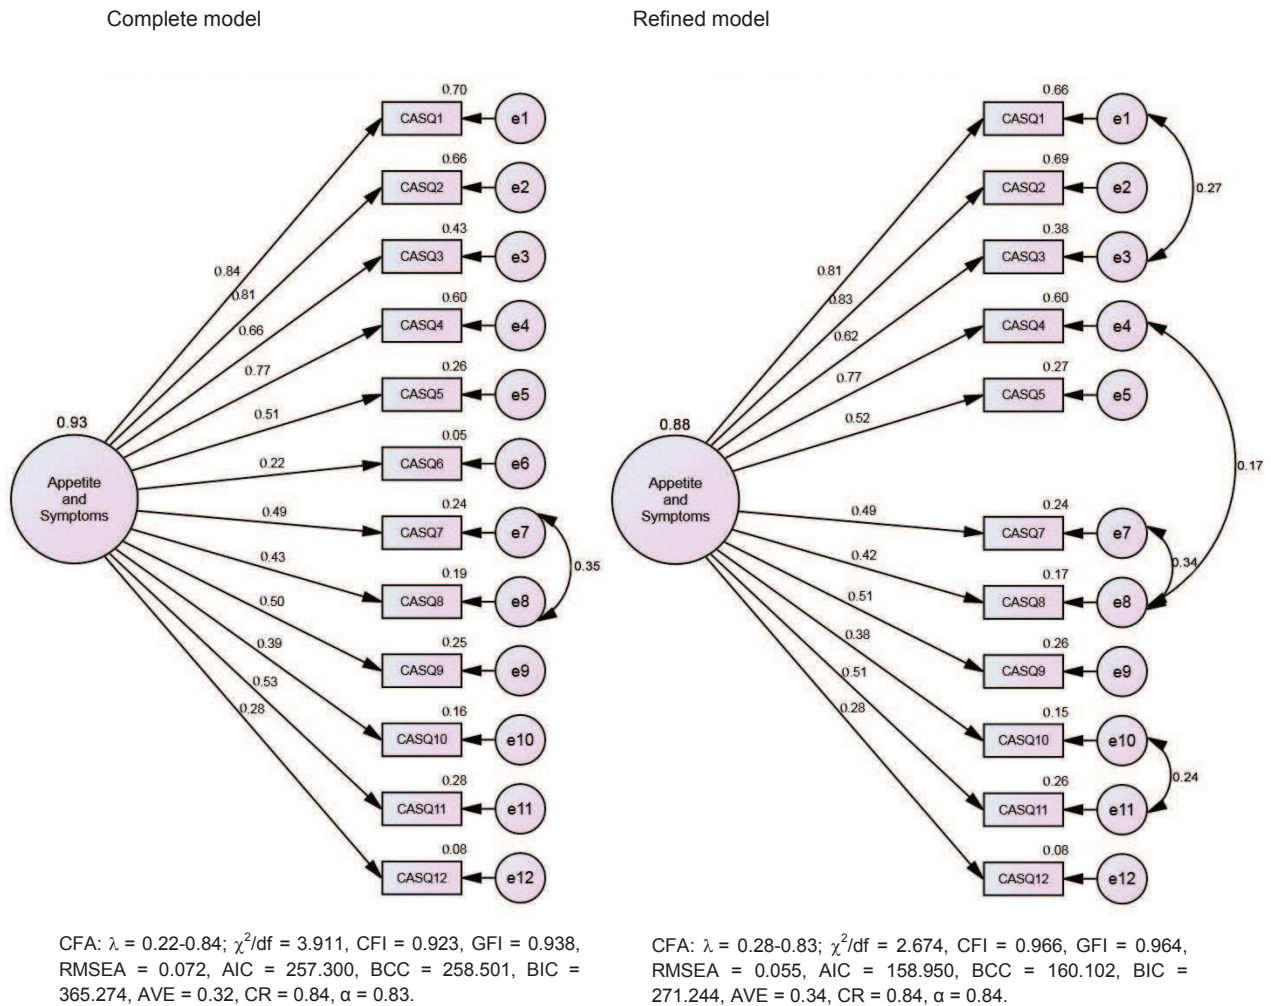 Complete model
Refined model
0.70
CASQ1
e1
0.66
CASQ2
e2
0.43
CASQ3
e3
0.60
CASQ4
e4
0.26
CASQ5
e5
0.05
CASQ6
e6
0.24
CASQ7
e7
0.19
CASQ8
e8
0.25
CASQ9
e9
0.16
CASQ10
e10
0.28
CASQ11
e11
0.08
CASQ12
e12
0.84
0.81
0.66
0.77
0.51
0.22
0.49
0.43
0.50
0.39
0.53
0.28
0.35
0.93
Appetite
and
Symptoms
CFA: λ = 0.22-0.84; χ²/df = 3.911, CFI = 0.923, GFI = 0.938,
RMSEA = 0.072, AIC = 257.300, BCC = 258.501, BIC =
365.274, AVE = 0.32, CR = 0.84, α = 0.83.
0.66
CASQ1
e1
0.69
CASQ2
e2
0.38
CASQ3
e3
0.60
CASQ4
e4
0.27
CASQ5
e5
0.24
CASQ7
e7
0.17
CASQ8
e8
0.26
CASQ9
e9
0.15
CASQ10
e10
0.26
CASQ11
e11
0.08
CASQ12
e12
0.81
0.83
0.62
0.77
0.52
0.49
0.42
0.51
0.38
0.51
0.28
0.27
0.17
0.34
0.24
0.88
Appetite
and
Symptoms
CFA: λ = 0.28-0.83; χ²/df = 2.674, CFI = 0.966, GFI = 0.964,
RMSEA = 0.055, AIC = 158.950, BCC = 160.102, BIC =
271.244, AVE = 0.34, CR = 0.84, α = 0.84.